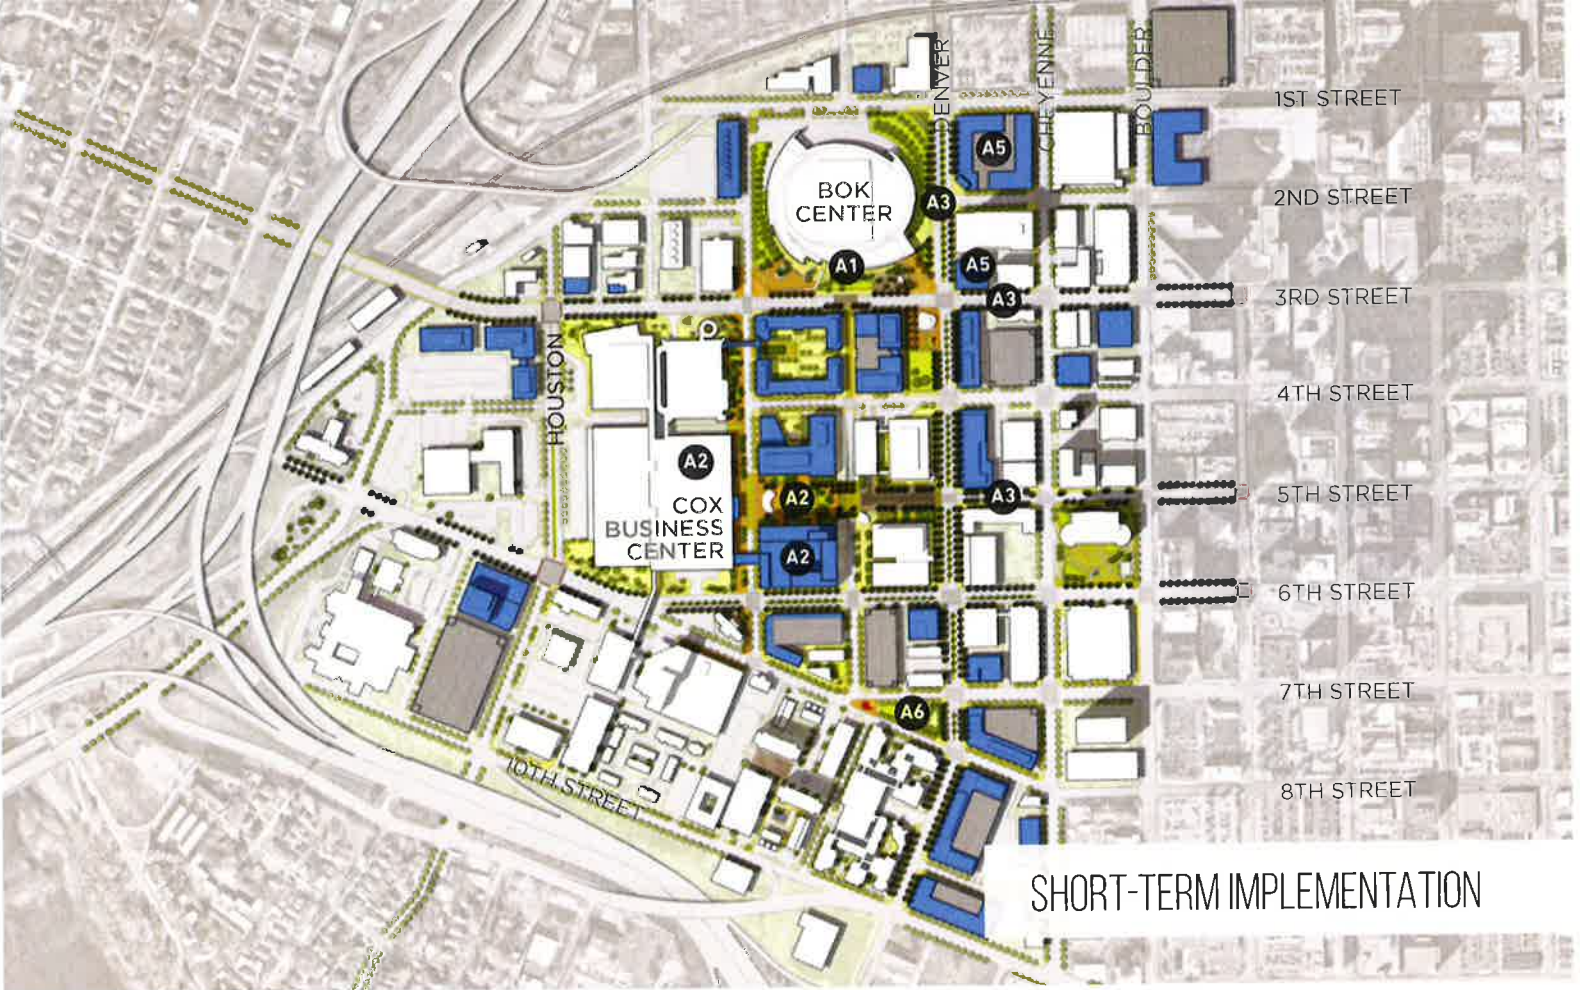 DENVER
CHEYENNE
BOULDER
1ST STREET
A5
BOK
CENTER
A3
2ND STREET
A1
A5
A3
3RD STREET
HOUSTON
4TH STREET
A2
COX
BUSINESS
CENTER
A2
A3
5TH STREET
A2
6TH STREET
7TH STREET
A6
10TH STREET
8TH STREET
SHORT-TERM IMPLEMENTATION